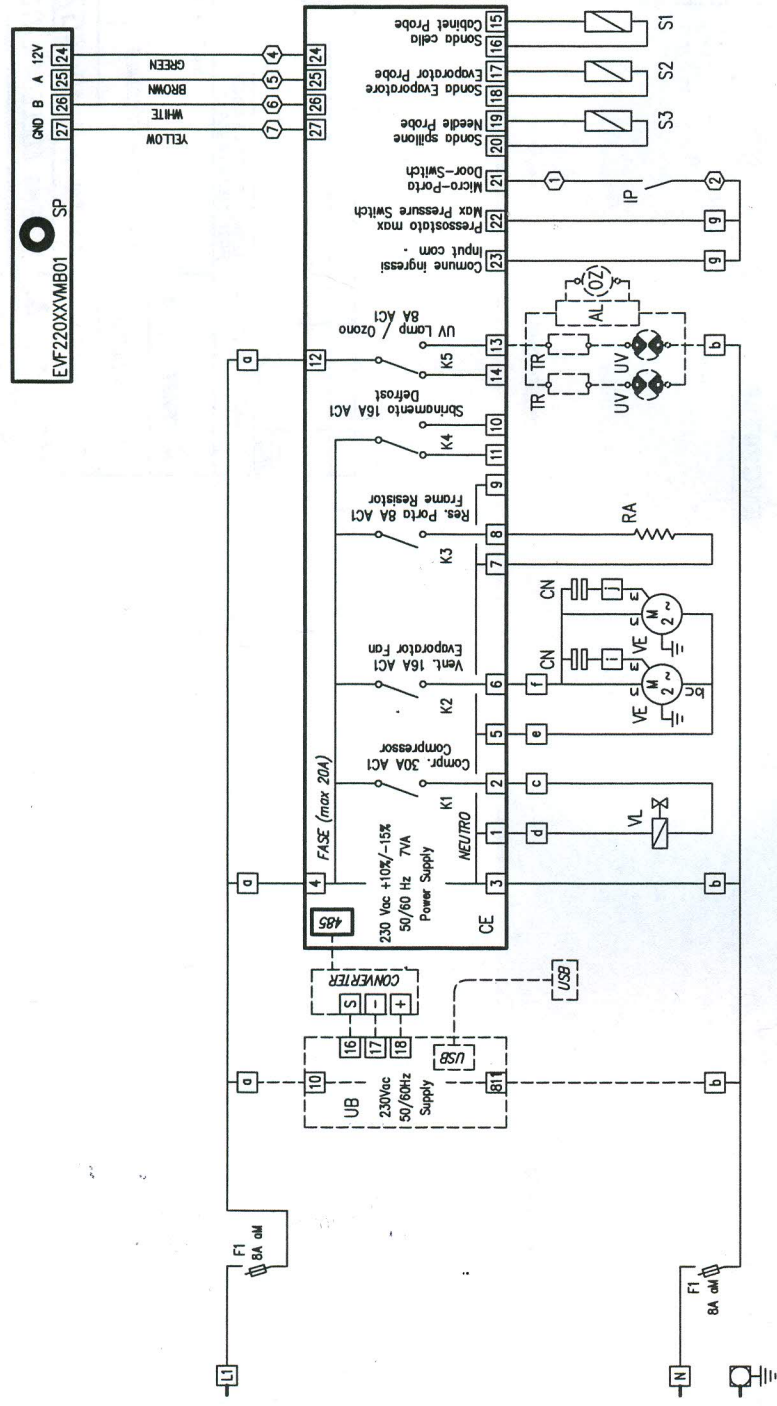 EVF220XXVMB01
SP
GND B A 12V
27 26 25 24
YELLOW
WHITE
BROWN
GREEN
7 6 5 4
27 26 25 24
15
Sonda cella
Cabinet Probe
16
S1
17
Sonda Evaporatore
Evaporator Probe
18
S2
19
Sonda spillone
Needle Probe
20
S3
21
Micro-Porta
Door-Switch
1
IP
2
22
Pressostato max
Max Pressure Switch
g
23
Comune ingressi
Input com .
g
OZ
AL
UV Lamp / Ozono
8A AC1
K5
12
a
13
14
TR
UV
TR
UV
b
Sbrinamento 16A AC1
Defrost
K4
10
11
9
Res. Porta 8A AC1
Frame Resistor
K3
8
7
RA
Vent. 16A AC1
Evaporator Fan
K2
6
5
f
e
CN
j
ε
ε
M
2~
VE
CN
i
ε
ε
M
2~
VE
bc
Compr. 30A AC1
Compressor
K1
2
1
c
d
VL
FASE (max 20A)
4
a
NEUTRO
3
b
230 Vac +10%/-15%
50/60 Hz 7VA
Power Supply
CE
485
CONVERTER
S - +
16 17 18
USB
USB
10
a
UB
230Vac
50/60Hz
Supply
811
b
F1
8A aM
L1
F1
8A aM
N